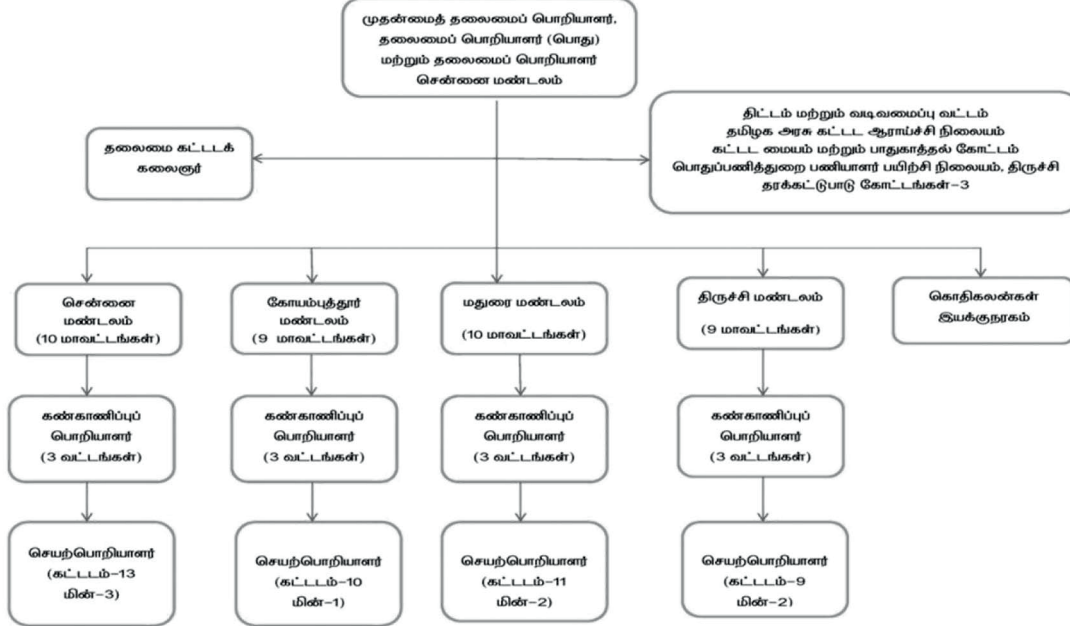 முதன்மைத் தலைமைப் பொறியாளர்,
தலைமைப் பொறியாளர் (பொது)
மற்றும் தலைமைப் பொறியாளர்
சென்னை மண்டலம்
தலைமை கட்டடக்
கலைஞர்
திட்டம் மற்றும் வடிவமைப்பு வட்டம்
தமிழக அரசு கட்டட ஆராய்ச்சி நிலையம்
கட்டட மையம் மற்றும் பாதுகாத்தல் கோட்டம்
பொதுப்பணித்துறை பணியாளர் பயிற்சி நிலையம், திருச்சி
தரக்கட்டுபாடு கோட்டங்கள்-3
சென்னை
மண்டலம்
(10 மாவட்டங்கள்)
கோயம்புத்தூர்
மண்டலம்
(9 மாவட்டங்கள்)
மதுரை மண்டலம்
(10 மாவட்டங்கள்)
திருச்சி மண்டலம்
(9 மாவட்டங்கள்)
கொதிகலன்கள்
இயக்குநரகம்
கண்காணிப்புப்
பொறியாளர்
(3 வட்டங்கள்)
கண்காணிப்புப்
பொறியாளர்
(3 வட்டங்கள்)
கண்காணிப்புப்
பொறியாளர்
(3 வட்டங்கள்)
கண்காணிப்புப்
பொறியாளர்
(3 வட்டங்கள்)
செயற்பொறியாளர்
(கட்டடம்-13
மின்-3)
செயற்பொறியாளர்
(கட்டடம்-10
மின்-1)
செயற்பொறியாளர்
(கட்டடம்-11
மின்-2)
செயற்பொறியாளர்
(கட்டடம்-9
மின்-2)